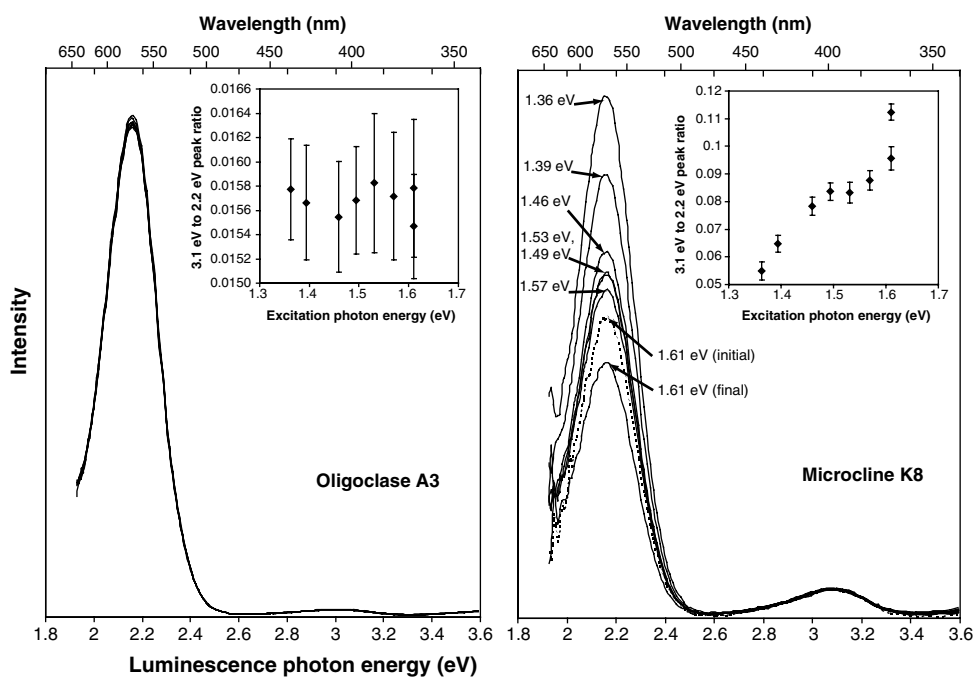 Wavelength (nm)
650 600 550 500 450 400 350
Intensity
3.1 eV to 2.2 eV peak ratio
0.0166
0.0164
0.0162
0.0160
0.0158
0.0156
0.0154
0.0152
0.0150
1.3 1.4 1.5 1.6 1.7
Excitation photon energy (eV)
Oligoclase A3
1.8 2 2.2 2.4 2.6 2.8 3 3.2 3.4 3.6
Luminescence photon energy (eV)
Wavelength (nm)
650 600 550 500 450 400 350
1.36 eV
1.39 eV
1.46 eV
1.53 eV,
1.49 eV
1.57 eV
1.61 eV (initial)
1.61 eV (final)
3.1 eV to 2.2 eV peak ratio
0.12
0.11
0.1
0.09
0.08
0.07
0.06
0.05
1.3 1.4 1.5 1.6 1.7
Excitation photon energy (eV)
Microcline K8
1.8 2 2.2 2.4 2.6 2.8 3 3.2 3.4 3.6